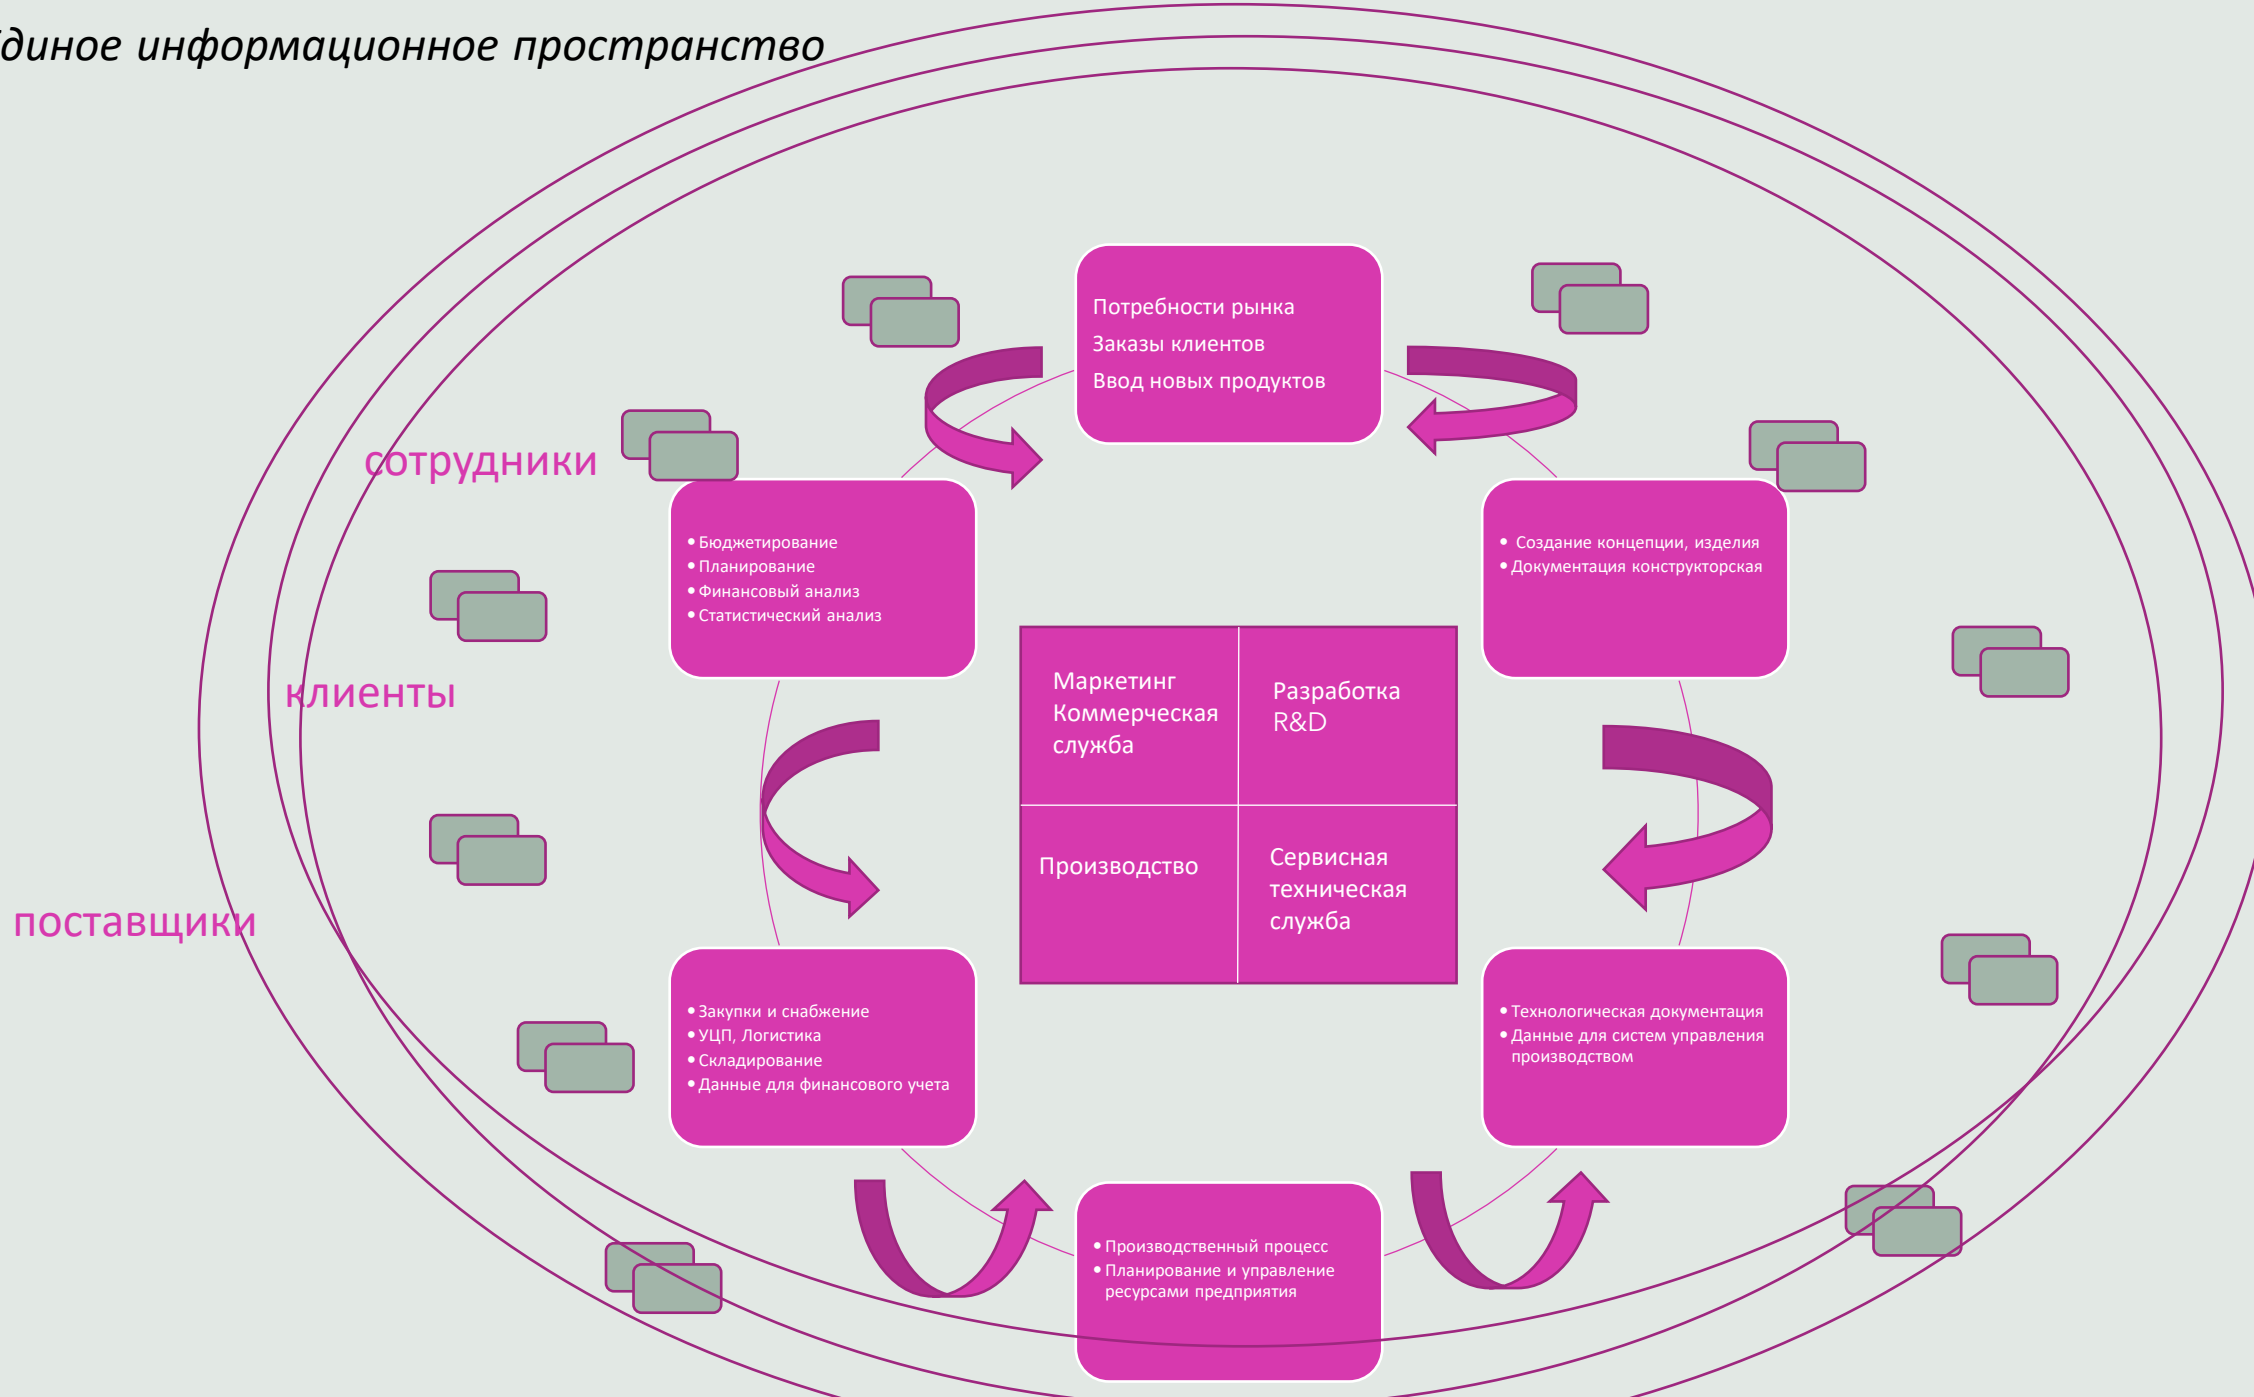 Единое информационное пространство
Потребности рынка
Заказы клиентов
Ввод новых продуктов
сотрудники
• Бюджетирование
• Планирование
• Финансовый анализ
• Статистический анализ
• Создание концепции, изделия
• Документация конструкторская
клиенты
Маркетинг
Коммерческая
служба
Разработка
R&D
Производство
Сервисная
техническая
служба
поставщики
• Закупки и снабжение
• УЦП, Логистика
• Складирование
• Данные для финансового учета
• Технологическая документация
• Данные для систем управления
производством
• Производственный процесс
• Планирование и управление
ресурсами предприятия